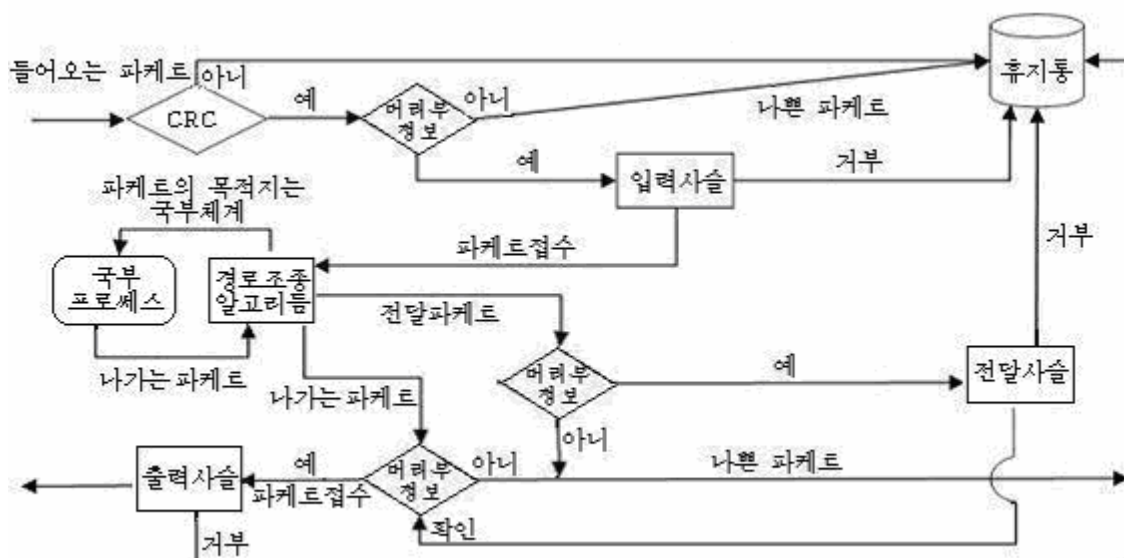 들어오는 파케트
아니
휴지통
CRC
예
머리부
정보
아니
나쁜 파케트
예
입력사슬
거부
파케트의 목적지는
국부체계
파케트접수
거부
국부
프로쎄스
경로조종
알고리듬
전달파케트
나가는 파케트
머리부
정보
예
전달사슬
나가는 파케트
아니
출력사슬
예
파케트접수
머리부
정보
아니
나쁜 파케트
확인
거부